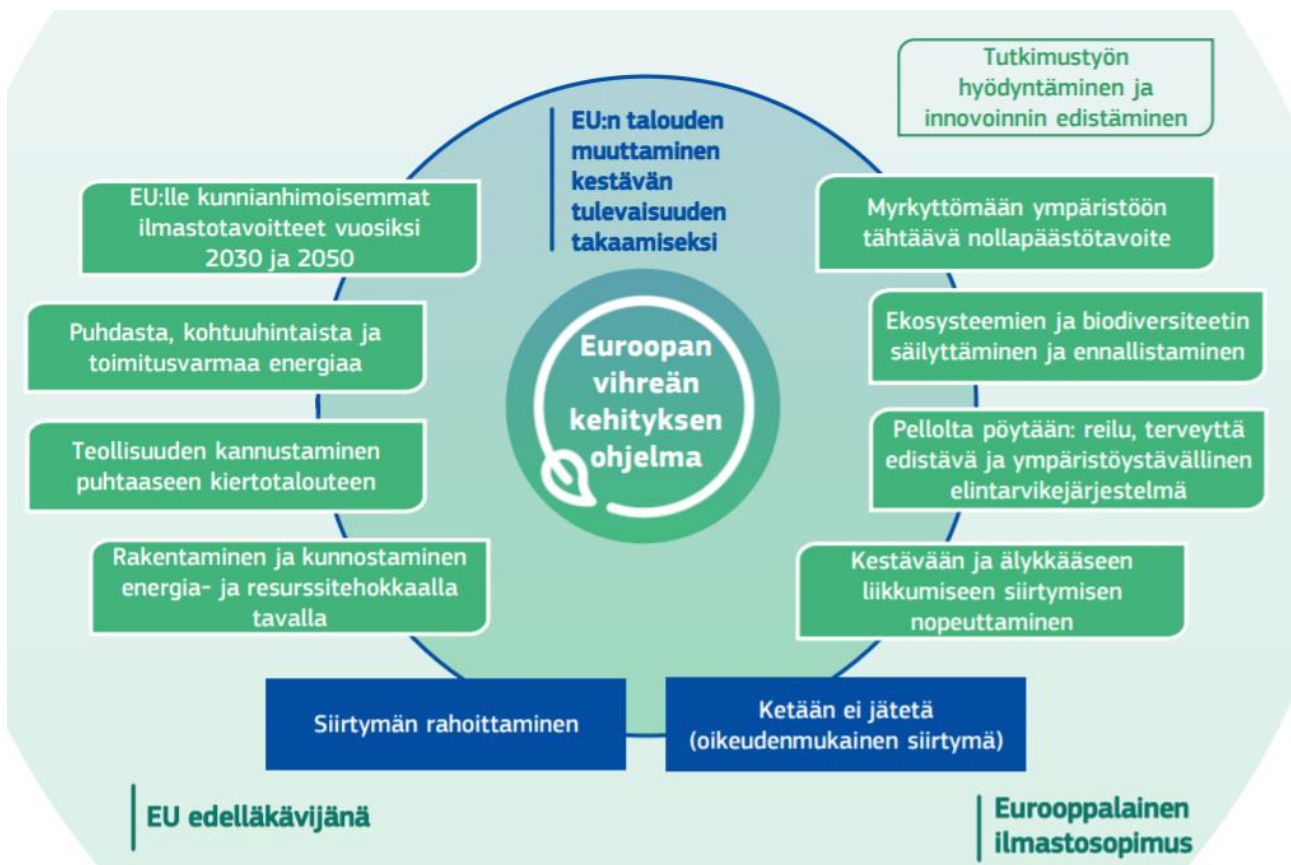 Tutkimustyön
hyödyntäminen ja
innovoinnin edistäminen
EU:n talouden
muuttaminen
kestävän
tulevaisuuden
takaamiseksi
EU:lle kunnianhimoisemmat
ilmastotavoitteet vuosiksi
2030 ja 2050
Puhdasta, kohtuuhintaista ja
toimitusvarmaa energiaa
Teollisuuden kannustaminen
puhtaaseen kiertotalouteen
Rakentaminen ja kunnostaminen
energia- ja resurssitehokkaalla
tavalla
Euroopan
vihreän
kehityksen
ohjelma
Myrkyttömään ympäristöön
tähtäävä nollapäästötavoite
Ekosysteemien ja biodiversiteetin
säilyttäminen ja ennallistaminen
Pellolta pöytään: reilu, terveyttä
edistävä ja ympäristöystävällinen
elintarvikejärjestelmä
Kestävään ja älykkääseen
liikkumiseen siirtymisen
nopeuttaminen
Siirtymän rahoittaminen
Ketään ei jätetä
(oikeudenmukainen siirtymä)
EU edelläkävijänä
Eurooppalainen
ilmastosopimus